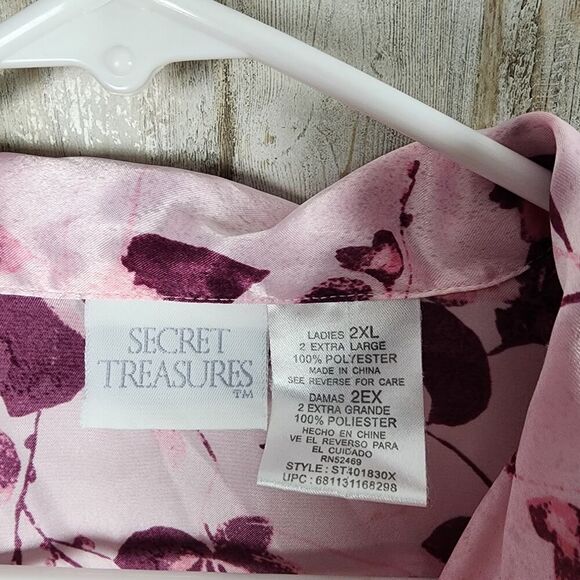 SECRET
TREASURES
TM
LADIES 2XL
2 EXTRA LARGE
100% POLYESTER
MADE IN CHINA
SEE REVERSE FOR CARE
DAMAS 2EX
2 EXTRA GRANDE
100% POLIESTER
HECHO EN CHINE
VE EL REVERSO PARA
EL CUIDADO
RN52469
STYLE: ST401830X
UPC: 681131168298